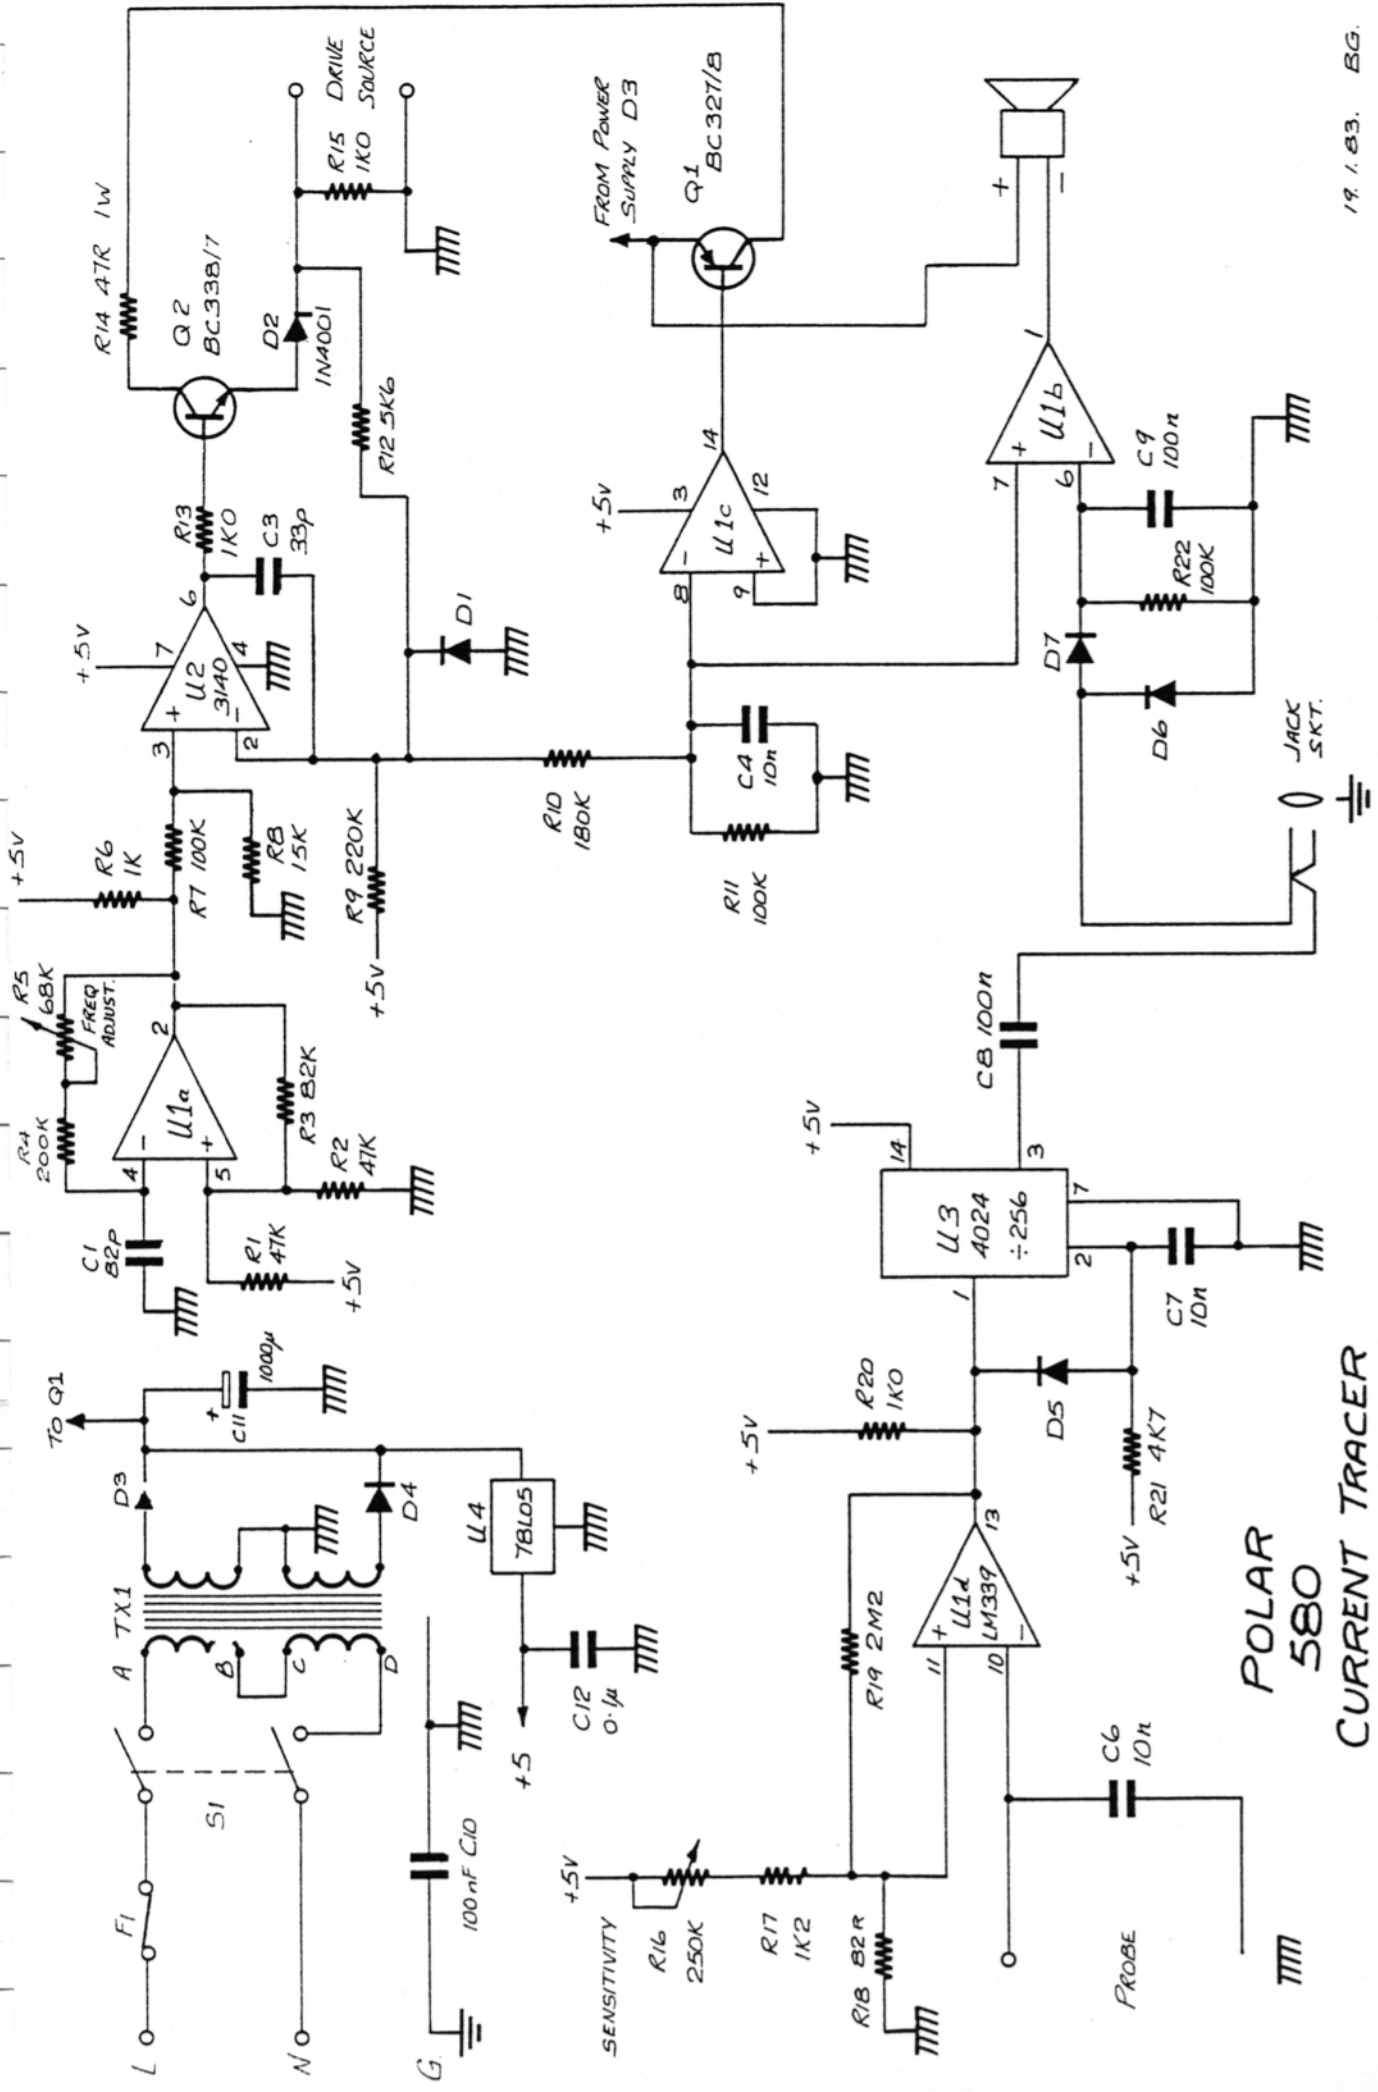 L
F1
N
S1
G
100nF C10
A
B
C
D
TX1
D3
To Q1
D4
+
C11
1000µ
U4
78L05
+5
C12
0.1µ
C1
82P
R1
47K
+5V
R2
47K
R3 82K
R4
200K
R5
68K
FREQ
ADJUST.
4
5
2
-
+
U1a
+5V
R6
1K
R7 100K
R8
15K
R9 220K
+5V
+5V
3
2
7
4
6
+
-
U2
3140
R13
1K0
C3
33p
Q2
BC338/7
R14 47R 1W
D2
1N4001
R12 5K6
D1
R15
1K0
DRIVE
SOURCE
R10
180K
R11
100K
C4
10n
+5V
8
9
3
12
14
-
+
U1c
FROM POWER
SUPPLY D3
Q1
BC327/8
7
6
1
+
-
U1b
+
-
C9
100n
R22
100K
D7
D6
JACK
SKT.
C8 100n
+5V
14
3
7
2
1
U3
4024
÷256
C7
10n
D5
R20
1K0
+5V
R21 4K7
+5V
13
11
10
+
-
U1d
LM339
R19 2M2
+5V
SENSITIVITY
R16
250K
R17
1K2
R18 82R
C6
10n
PROBE
POLAR
580
CURRENT TRACER
19.1.83. BG.